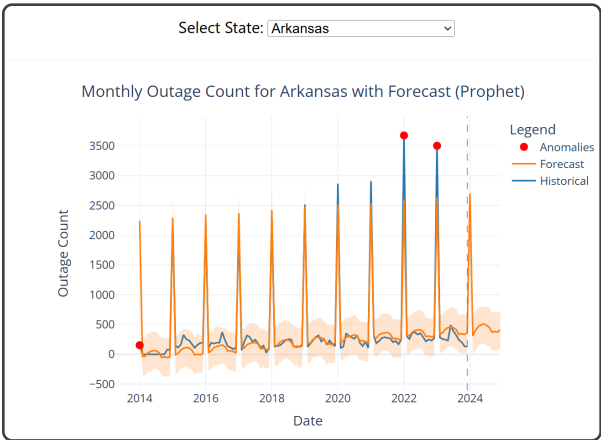 Select State: Arkansas
Monthly Outage Count for Arkansas with Forecast (Prophet)
Legend
Anomalies
Forecast
Historical
Outage Count
3500
3000
2500
2000
1500
1000
500
0
−500
2014 2016 2018 2020 2022 2024
Date